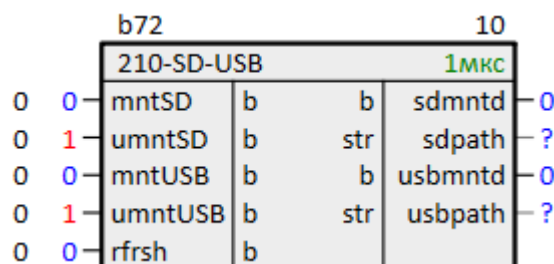 b72 10
210-SD-USB 1мкс
0 0 mntSD b b sdmntd 0
0 1 umntSD b str sdpath ?
0 0 mntUSB b b usbmntd 0
0 1 umntUSB b str usbpath ?
0 0 rfrsh b